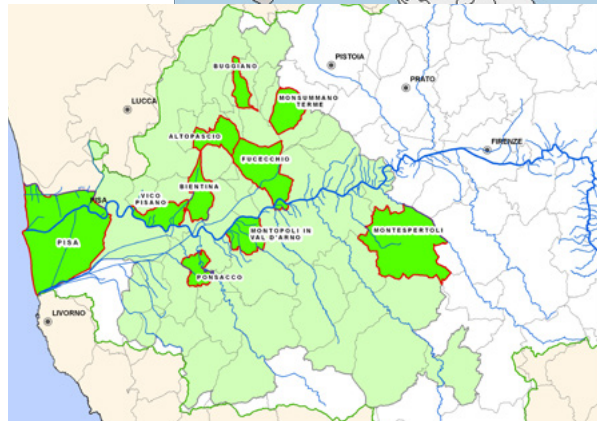 PISTOIA
BUGGIANO
PRATO
MONSUMMANO
TERME
LUCCA
ALTOPASCIO
FIRENZE
FUCECCHIO
BIENTINA
VICO
PISANO
PISA
PISA
MONTOPOLI IN
VAL D'ARNO
MONTESPERTOLI
PONSACCO
LIVORNO